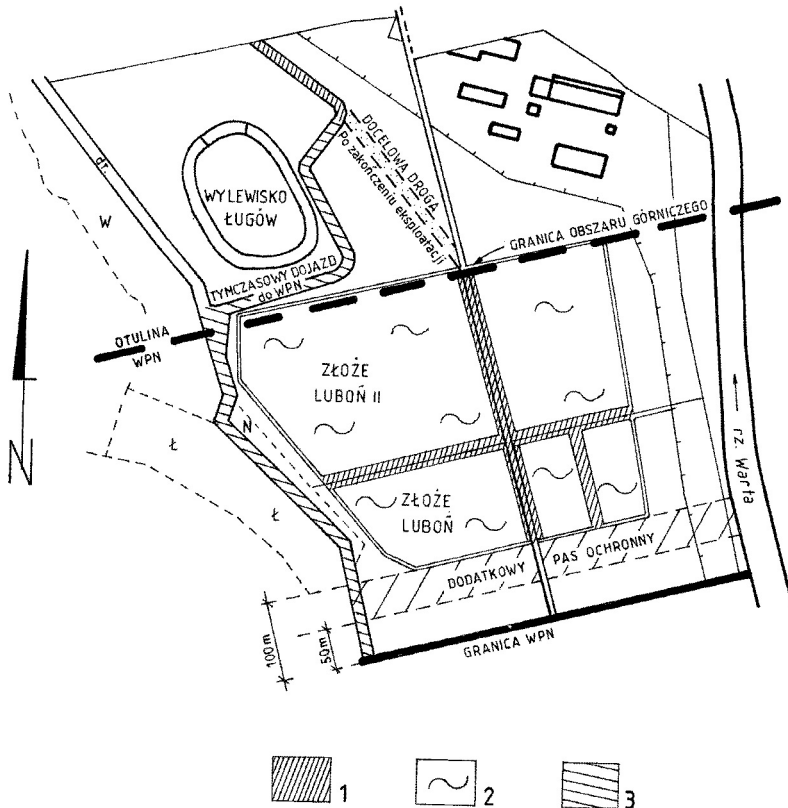 dr.
W
WYLEWISKO
ŁUGÓW
DOCELOWA DROGA
Po zakończeniu eksploatacji
GRANICA OBSZARU GÓRNICZEGO
TYMCZASOWY DOJAZD
do WPN
OTULINA
WPN
ZŁOŻE
LUBOŃ II
N
Ł
Ł
N
ZŁOŻE
LUBOŃ
rz. Warta
DODATKOWY PAS OCHRONNY
100m
50m
GRANICA WPN
1
2
3